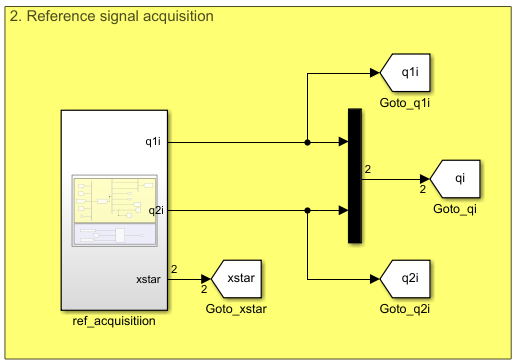 2. Reference signal acquisition
q1i
Goto_q1i
q1i
2
qi
2
Goto_qi
q2i
q2i
Goto_q2i
xstar
2
2
xstar
Goto_xstar
ref_acquisitiion